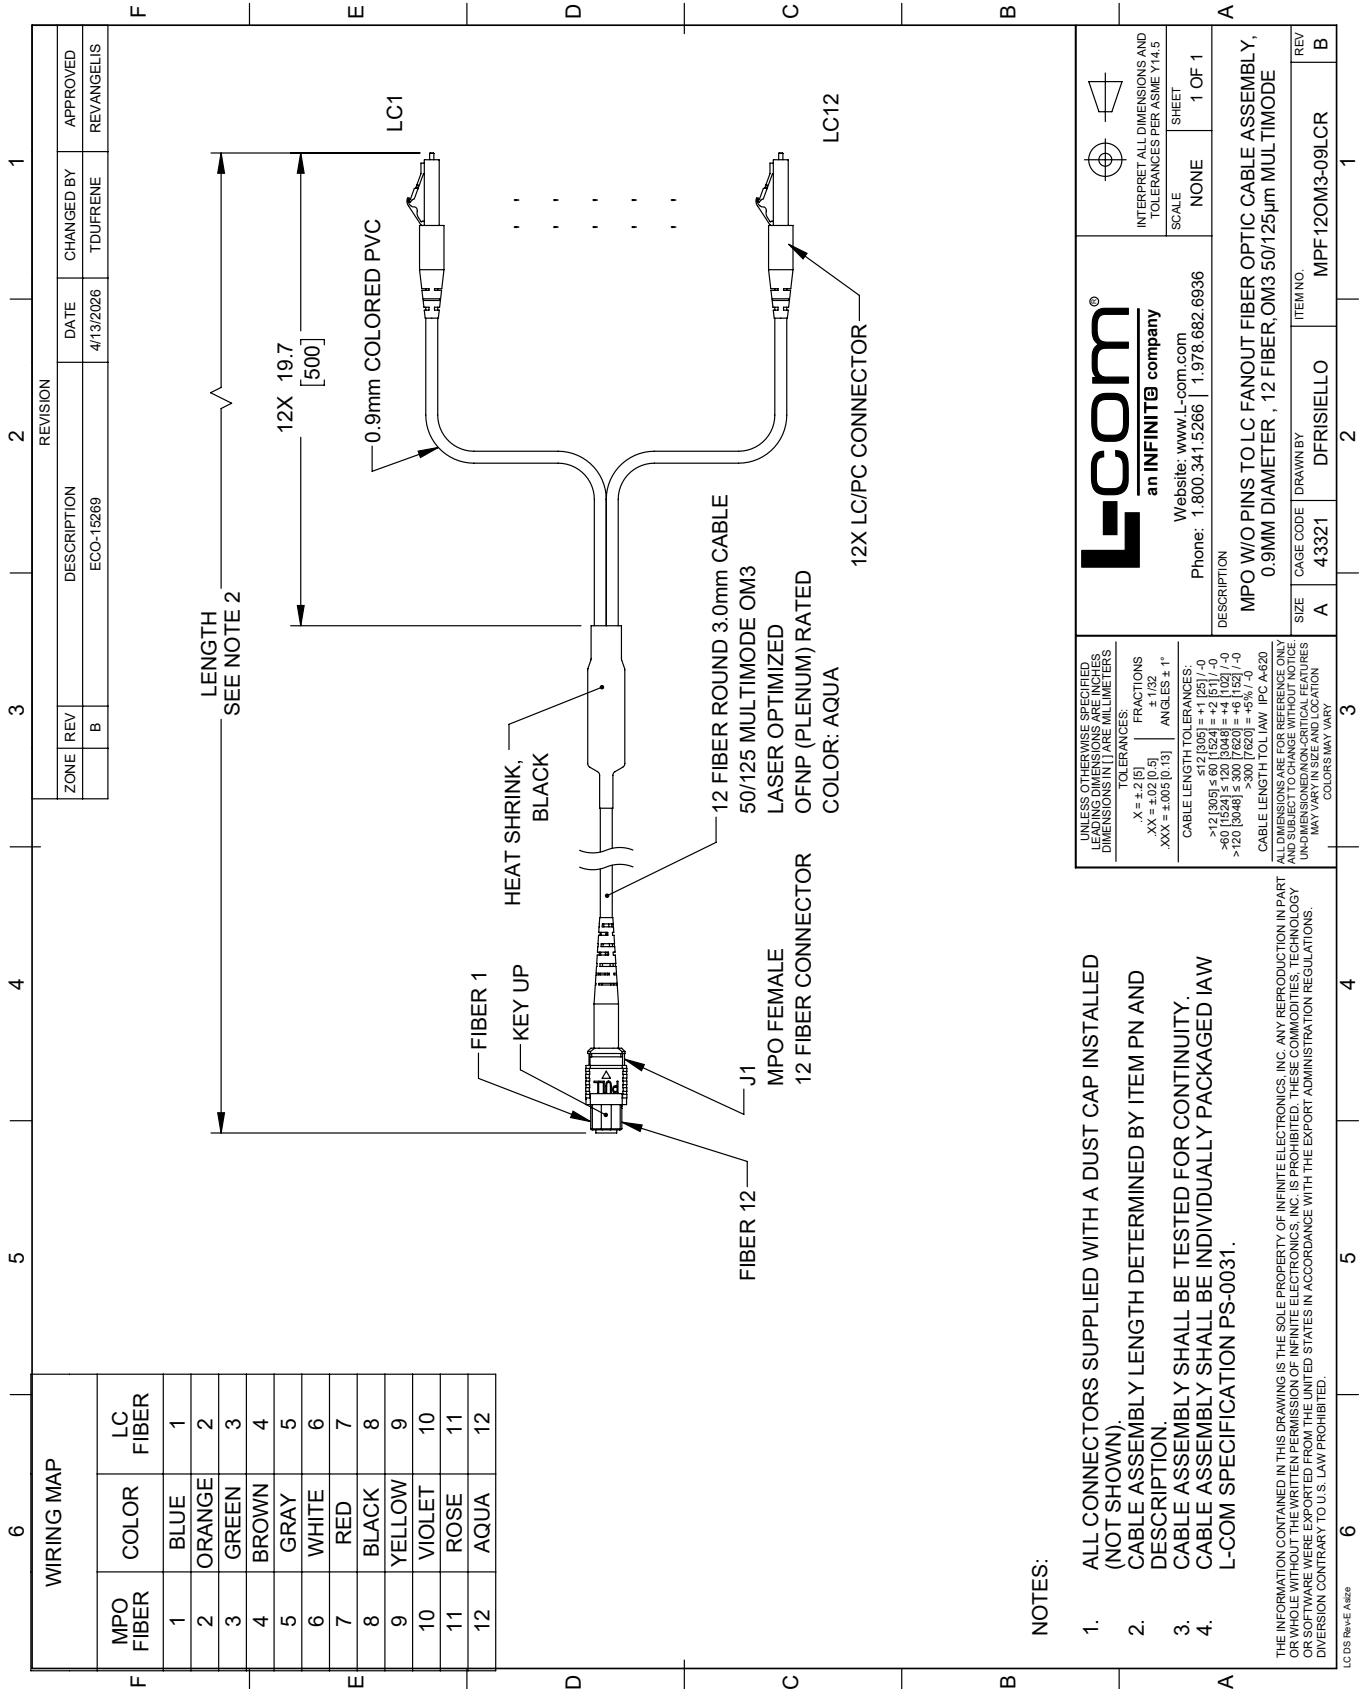 6
5
4
3
2
1
F
E
D
C
B
A
WIRING MAP
MPO FIBER
COLOR
LC FIBER
1 BLUE 1
2 ORANGE 2
3 GREEN 3
4 BROWN 4
5 GRAY 5
6 WHITE 6
7 RED 7
8 BLACK 8
9 YELLOW 9
10 VIOLET 10
11 ROSE 11
12 AQUA 12
REVISION
ZONE REV DESCRIPTION DATE CHANGED BY APPROVED
B ECO-15269 4/13/2026 TDUFRENE REVANGELIS
LENGTH
SEE NOTE 2
12X 19.7
[500]
0.9mm COLORED PVC
LC1
LC12
HEAT SHRINK,
BLACK
FIBER 1
KEY UP
PULL
FIBER 12
J1
MPO FEMALE
12 FIBER CONNECTOR
12 FIBER ROUND 3.0mm CABLE
50/125 MULTIMODE OM3
LASER OPTIMIZED
OFNP (PLENUM) RATED
COLOR: AQUA
12X LC/PC CONNECTOR
NOTES:
1. ALL CONNECTORS SUPPLIED WITH A DUST CAP INSTALLED
(NOT SHOWN).
2. CABLE ASSEMBLY LENGTH DETERMINED BY ITEM PN AND
DESCRIPTION.
3. CABLE ASSEMBLY SHALL BE TESTED FOR CONTINUITY.
4. CABLE ASSEMBLY SHALL BE INDIVIDUALLY PACKAGED IAW
L-COM SPECIFICATION PS-0031.
THE INFORMATION CONTAINED IN THIS DRAWING IS THE SOLE PROPERTY OF INFINITE ELECTRONICS, INC. ANY REPRODUCTION IN PART
OR WHOLE WITHOUT THE WRITTEN PERMISSION OF INFINITE ELECTRONICS, INC. IS PROHIBITED. THESE COMMODITIES, TECHNOLOGY
OR SOFTWARE WERE EXPORTED FROM THE UNITED STATES IN ACCORDANCE WITH THE EXPORT ADMINISTRATION REGULATIONS.
DIVERSION CONTRARY TO U.S. LAW PROHIBITED.
UNLESS OTHERWISE SPECIFIED
LEADING DIMENSIONS ARE INCHES
DIMENSIONS IN [ ] ARE MILLIMETERS
TOLERANCES:
.X = ±.2 [5] FRACTIONS
.XX = ±.02 [0.5] ± 1/32
.XXX = ±.005 [0.13] ANGLES ± 1°
CABLE LENGTH TOLERANCES:
≤12 [305] = +1 [25] / -0
>12 [305] ≤ 60 [1524] = +2 [51] / -0
>60 [1524] ≤ 120 [3048] = +4 [102] / -0
>120 [3048] ≤ 300 [7620] = +6 [152] / -0
>300 [7620] = +5% / -0
CABLE LENGTH TOL IAW IPC A-620
ALL DIMENSIONS ARE FOR REFERENCE ONLY
AND SUBJECT TO CHANGE WITHOUT NOTICE.
UN-DIMENSIONED/NON-CRITICAL FEATURES
MAY VARY IN SIZE AND LOCATION
COLORS MAY VARY
L-com®
an INFINITe company
Website: www.L-com.com
Phone: 1.800.341.5266 | 1.978.682.6936
INTERPRET ALL DIMENSIONS AND
TOLERANCES PER ASME Y14.5
SCALE
NONE
SHEET
1 OF 1
DESCRIPTION
MPO W/O PINS TO LC FANOUT FIBER OPTIC CABLE ASSEMBLY,
0.9MM DIAMETER , 12 FIBER,OM3 50/125µm MULTIMODE
SIZE
A
CAGE CODE
43321
DRAWN BY
DFRISIELLO
ITEM NO.
MPF12OM3-09LCR
REV
B
LC DS Rev-E Asize
6
5
4
3
2
1
F
E
D
C
B
A